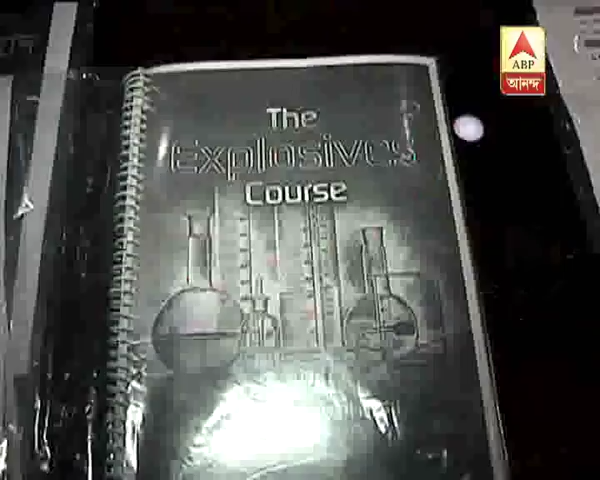 ABP
আনন্দ
The
Explosives
Course